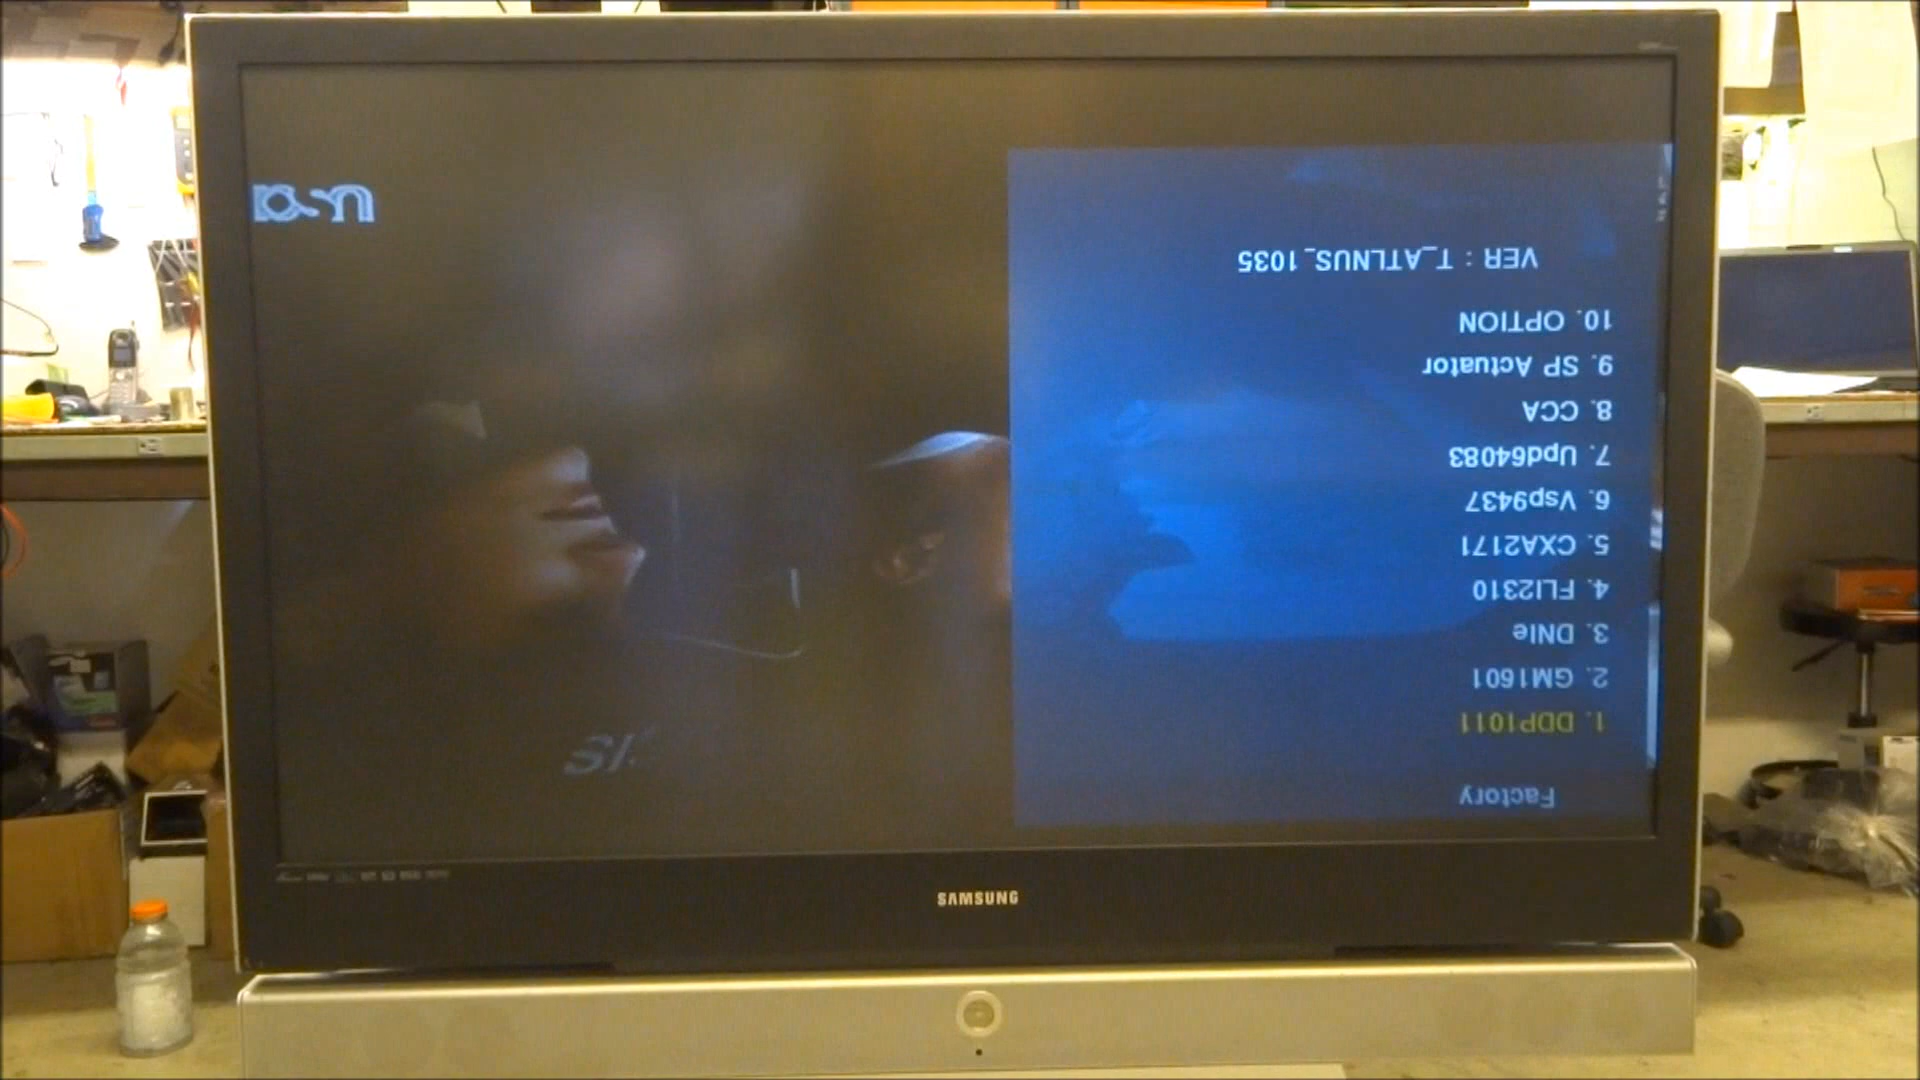 Factory
1. DDP1011
2. GM1601
3. DNIe
4. FLI2310
5. CXA2171
6. Vsp9437
7. Upd64083
8. CCA
9. SP Actuator
10. OPTION
VER : T_ATLNUS_1035
SAMSUNG